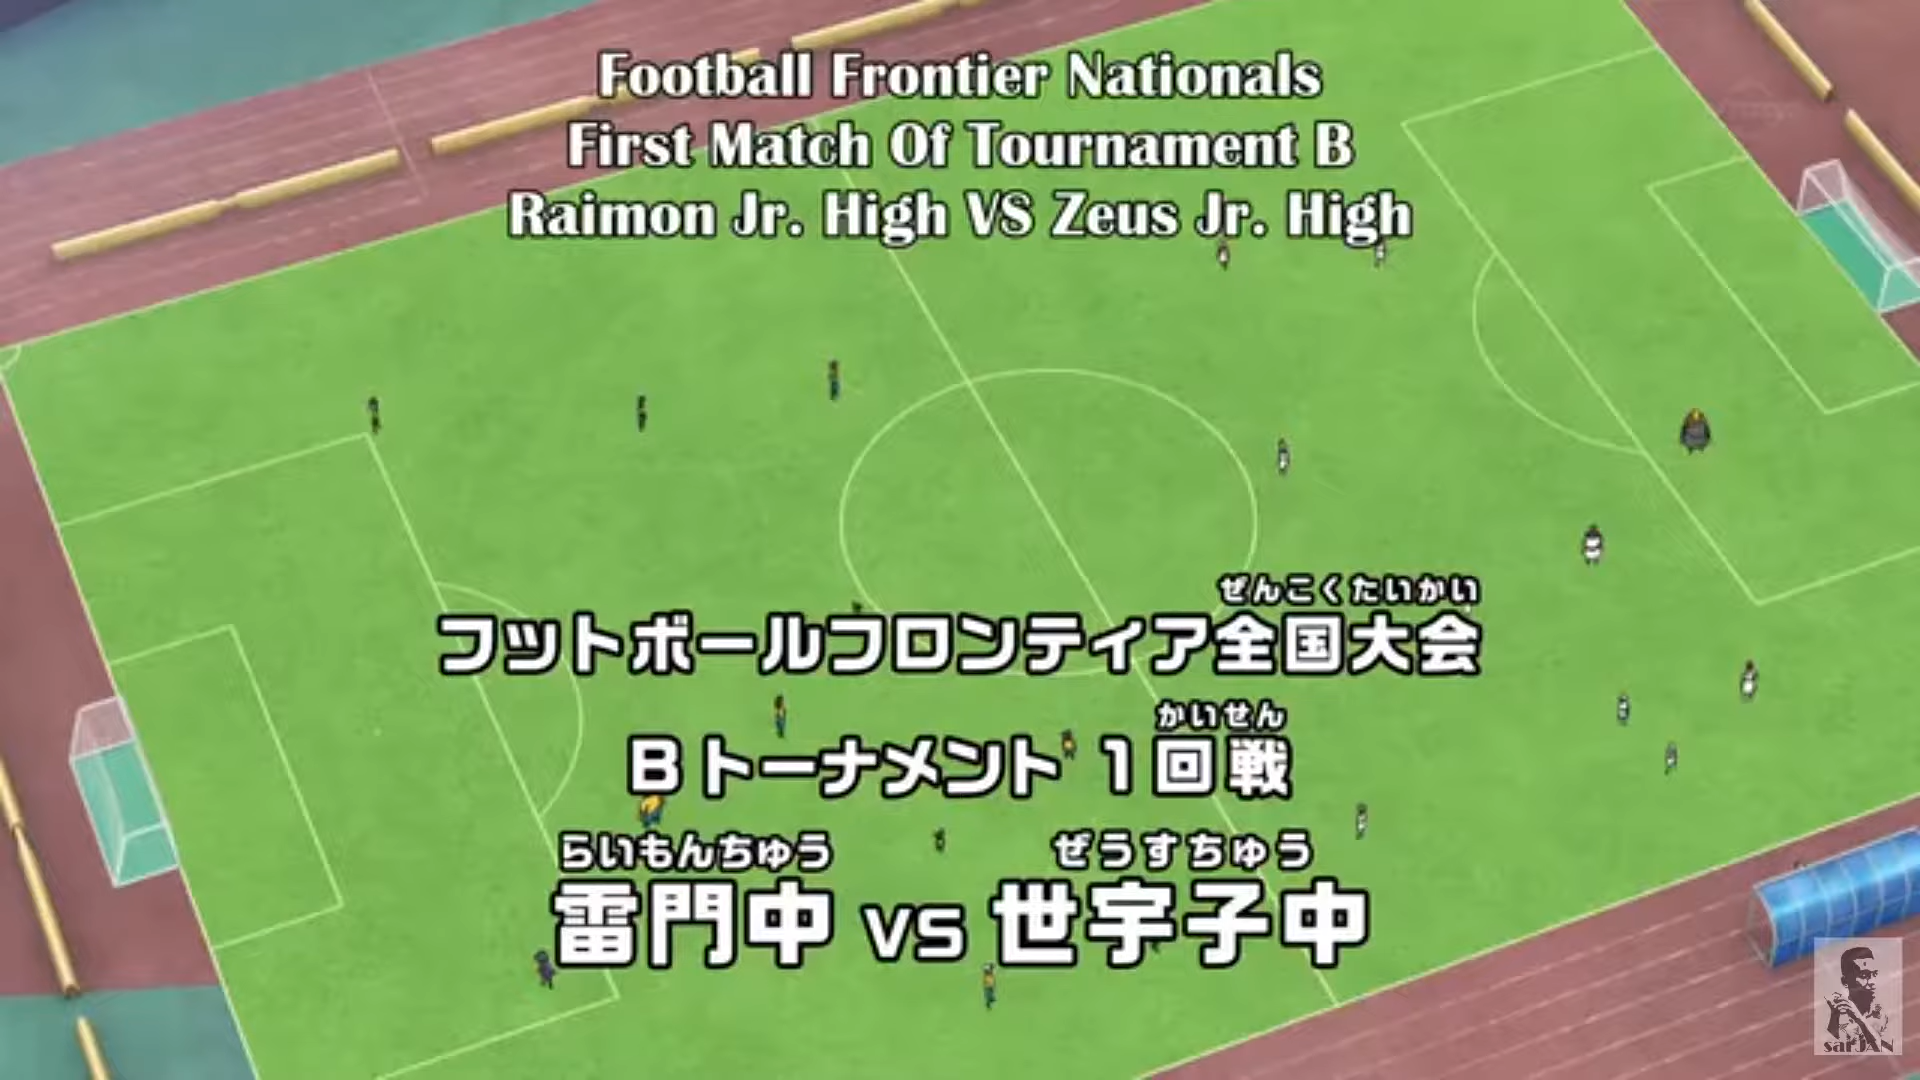 Football Frontier Nationals
First Match Of Tournament B
Raimon Jr. High VS Zeus Jr. High
ぜんこくたいかい
フットボールフロンティア全国大会
かいせん
Bトーナメント 1回戦
らいもんちゅう ぜうすちゅう
雷門中 vs 世宇子中
sarJAN